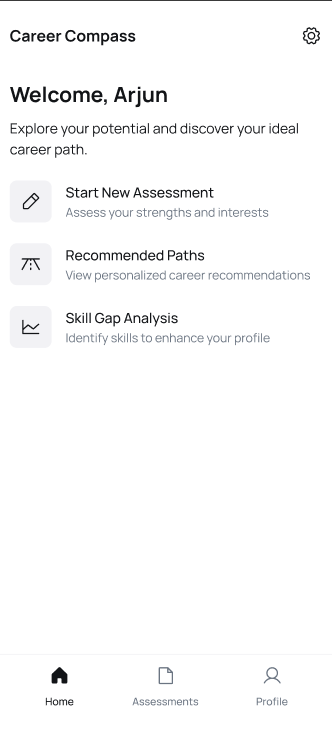 Career Compass
Welcome, Arjun
Explore your potential and discover your ideal
career path.
Start New Assessment
Assess your strengths and interests
Recommended Paths
View personalized career recommendations
Skill Gap Analysis
Identify skills to enhance your profile
Home
Assessments
Profile